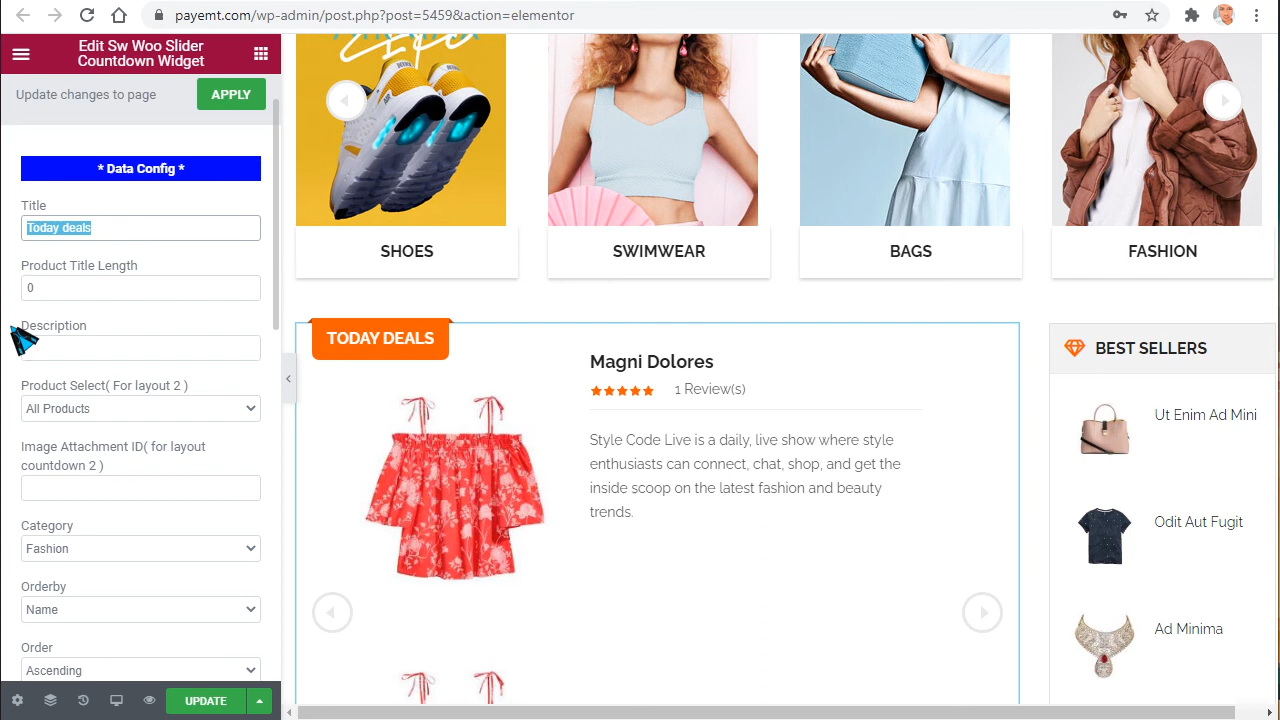 payemt.com/wp-admin/post.php?post=5459&action=elementor
Edit Sw Woo Slider
Countdown Widget
Update changes to page
APPLY
* Data Config *
Title
Today deals
Product Title Length
0
Description
Product Select( For layout 2 )
All Products
Image Attachment ID( for layout
countdown 2 )
Category
Fashion
Orderby
Name
Order
Ascending
UPDATE
SHOES
SWIMWEAR
BAGS
FASHION
TODAY DEALS
Magni Dolores
1 Review(s)
Style Code Live is a daily, live show where style
enthusiasts can connect, chat, shop, and get the
inside scoop on the latest fashion and beauty
trends.
BEST SELLERS
Ut Enim Ad Mini
Odit Aut Fugit
Ad Minima